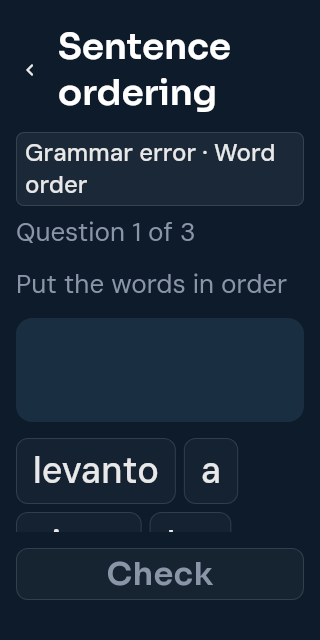 Sentence
ordering
Grammar error · Word
order
Question 1 of 3
Put the words in order
levanto a
Check